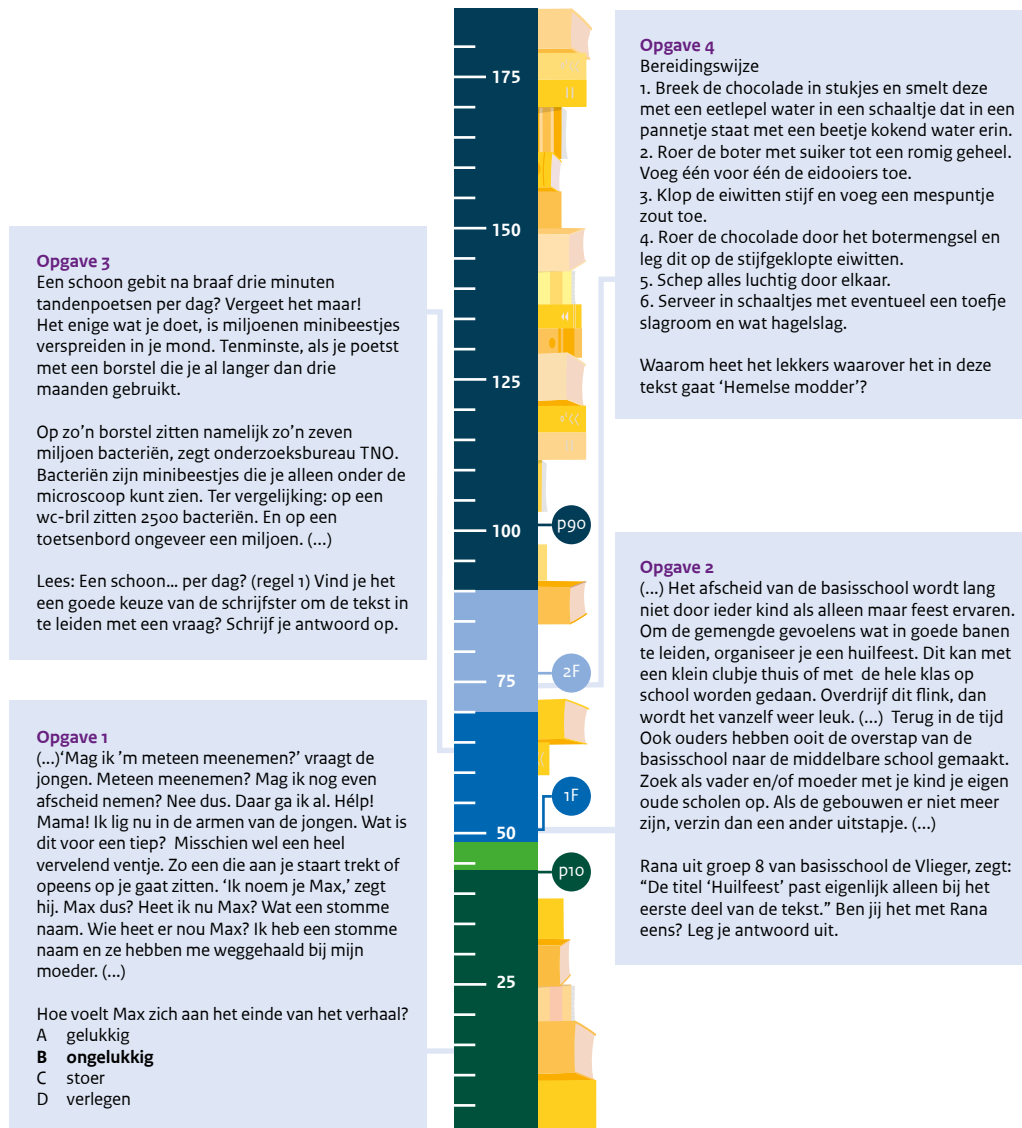 Opgave 3
Een schoon gebit na braaf drie minuten
tandenpoetsen per dag? Vergeet het maar!
Het enige wat je doet, is miljoenen minibeestjes
verspreiden in je mond. Tenminste, als je poetst
met een borstel die je al langer dan drie
maanden gebruikt.
Op zo’n borstel zitten namelijk zo’n zeven
miljoen bacteriën, zegt onderzoeksbureau TNO.
Bacteriën zijn minibeestjes die je alleen onder de
microscoop kunt zien. Ter vergelijking: op een
wc-bril zitten 2500 bacteriën. En op een
toetsenbord ongeveer een miljoen. (...)
Lees: Een schoon... per dag? (regel 1) Vind je het
een goede keuze van de schrijfster om de tekst in
te leiden met een vraag? Schrijf je antwoord op.
Opgave 1
(...)‘Mag ik ’m meteen meenemen?’ vraagt de
jongen. Meteen meenemen? Mag ik nog even
afscheid nemen? Nee dus. Daar ga ik al. Hélp!
Mama! Ik lig nu in de armen van de jongen. Wat is
dit voor een tiep?  Misschien wel een heel
vervelend ventje. Zo een die aan je staart trekt of
opeens op je gaat zitten. ‘Ik noem je Max,’ zegt
hij. Max dus? Heet ik nu Max? Wat een stomme
naam. Wie heet er nou Max? Ik heb een stomme
naam en ze hebben me weggehaald bij mijn
moeder. (...)
Hoe voelt Max zich aan het einde van het verhaal?
A gelukkig
B ongelukkig
C stoer
D verlegen
175
150
125
100
75
50
25
p90
2F
1F
p10
Opgave 4
Bereidingswijze
1. Breek de chocolade in stukjes en smelt deze
met een eetlepel water in een schaaltje dat in een
pannetje staat met een beetje kokend water erin.
2. Roer de boter met suiker tot een romig geheel.
Voeg één voor één de eidooiers toe.
3. Klop de eiwitten stijf en voeg een mespuntje
zout toe.
4. Roer de chocolade door het botermengsel en
leg dit op de stijfgeklopte eiwitten.
5. Schep alles luchtig door elkaar.
6. Serveer in schaaltjes met eventueel een toefje
slagroom en wat hagelslag.
Waarom heet het lekkers waarover het in deze
tekst gaat ‘Hemelse modder’?
Opgave 2
(...) Het afscheid van de basisschool wordt lang
niet door ieder kind als alleen maar feest ervaren.
Om de gemengde gevoelens wat in goede banen
te leiden, organiseer je een huilfeest. Dit kan met
een klein clubje thuis of met  de hele klas op
school worden gedaan. Overdrijf dit flink, dan
wordt het vanzelf weer leuk. (...)  Terug in de tijd
Ook ouders hebben ooit de overstap van de
basisschool naar de middelbare school gemaakt.
Zoek als vader en/of moeder met je kind je eigen
oude scholen op. Als de gebouwen er niet meer
zijn, verzin dan een ander uitstapje. (...)
Rana uit groep 8 van basisschool de Vlieger, zegt:
“De titel ‘Huilfeest’ past eigenlijk alleen bij het
eerste deel van de tekst.” Ben jij het met Rana
eens? Leg je antwoord uit.